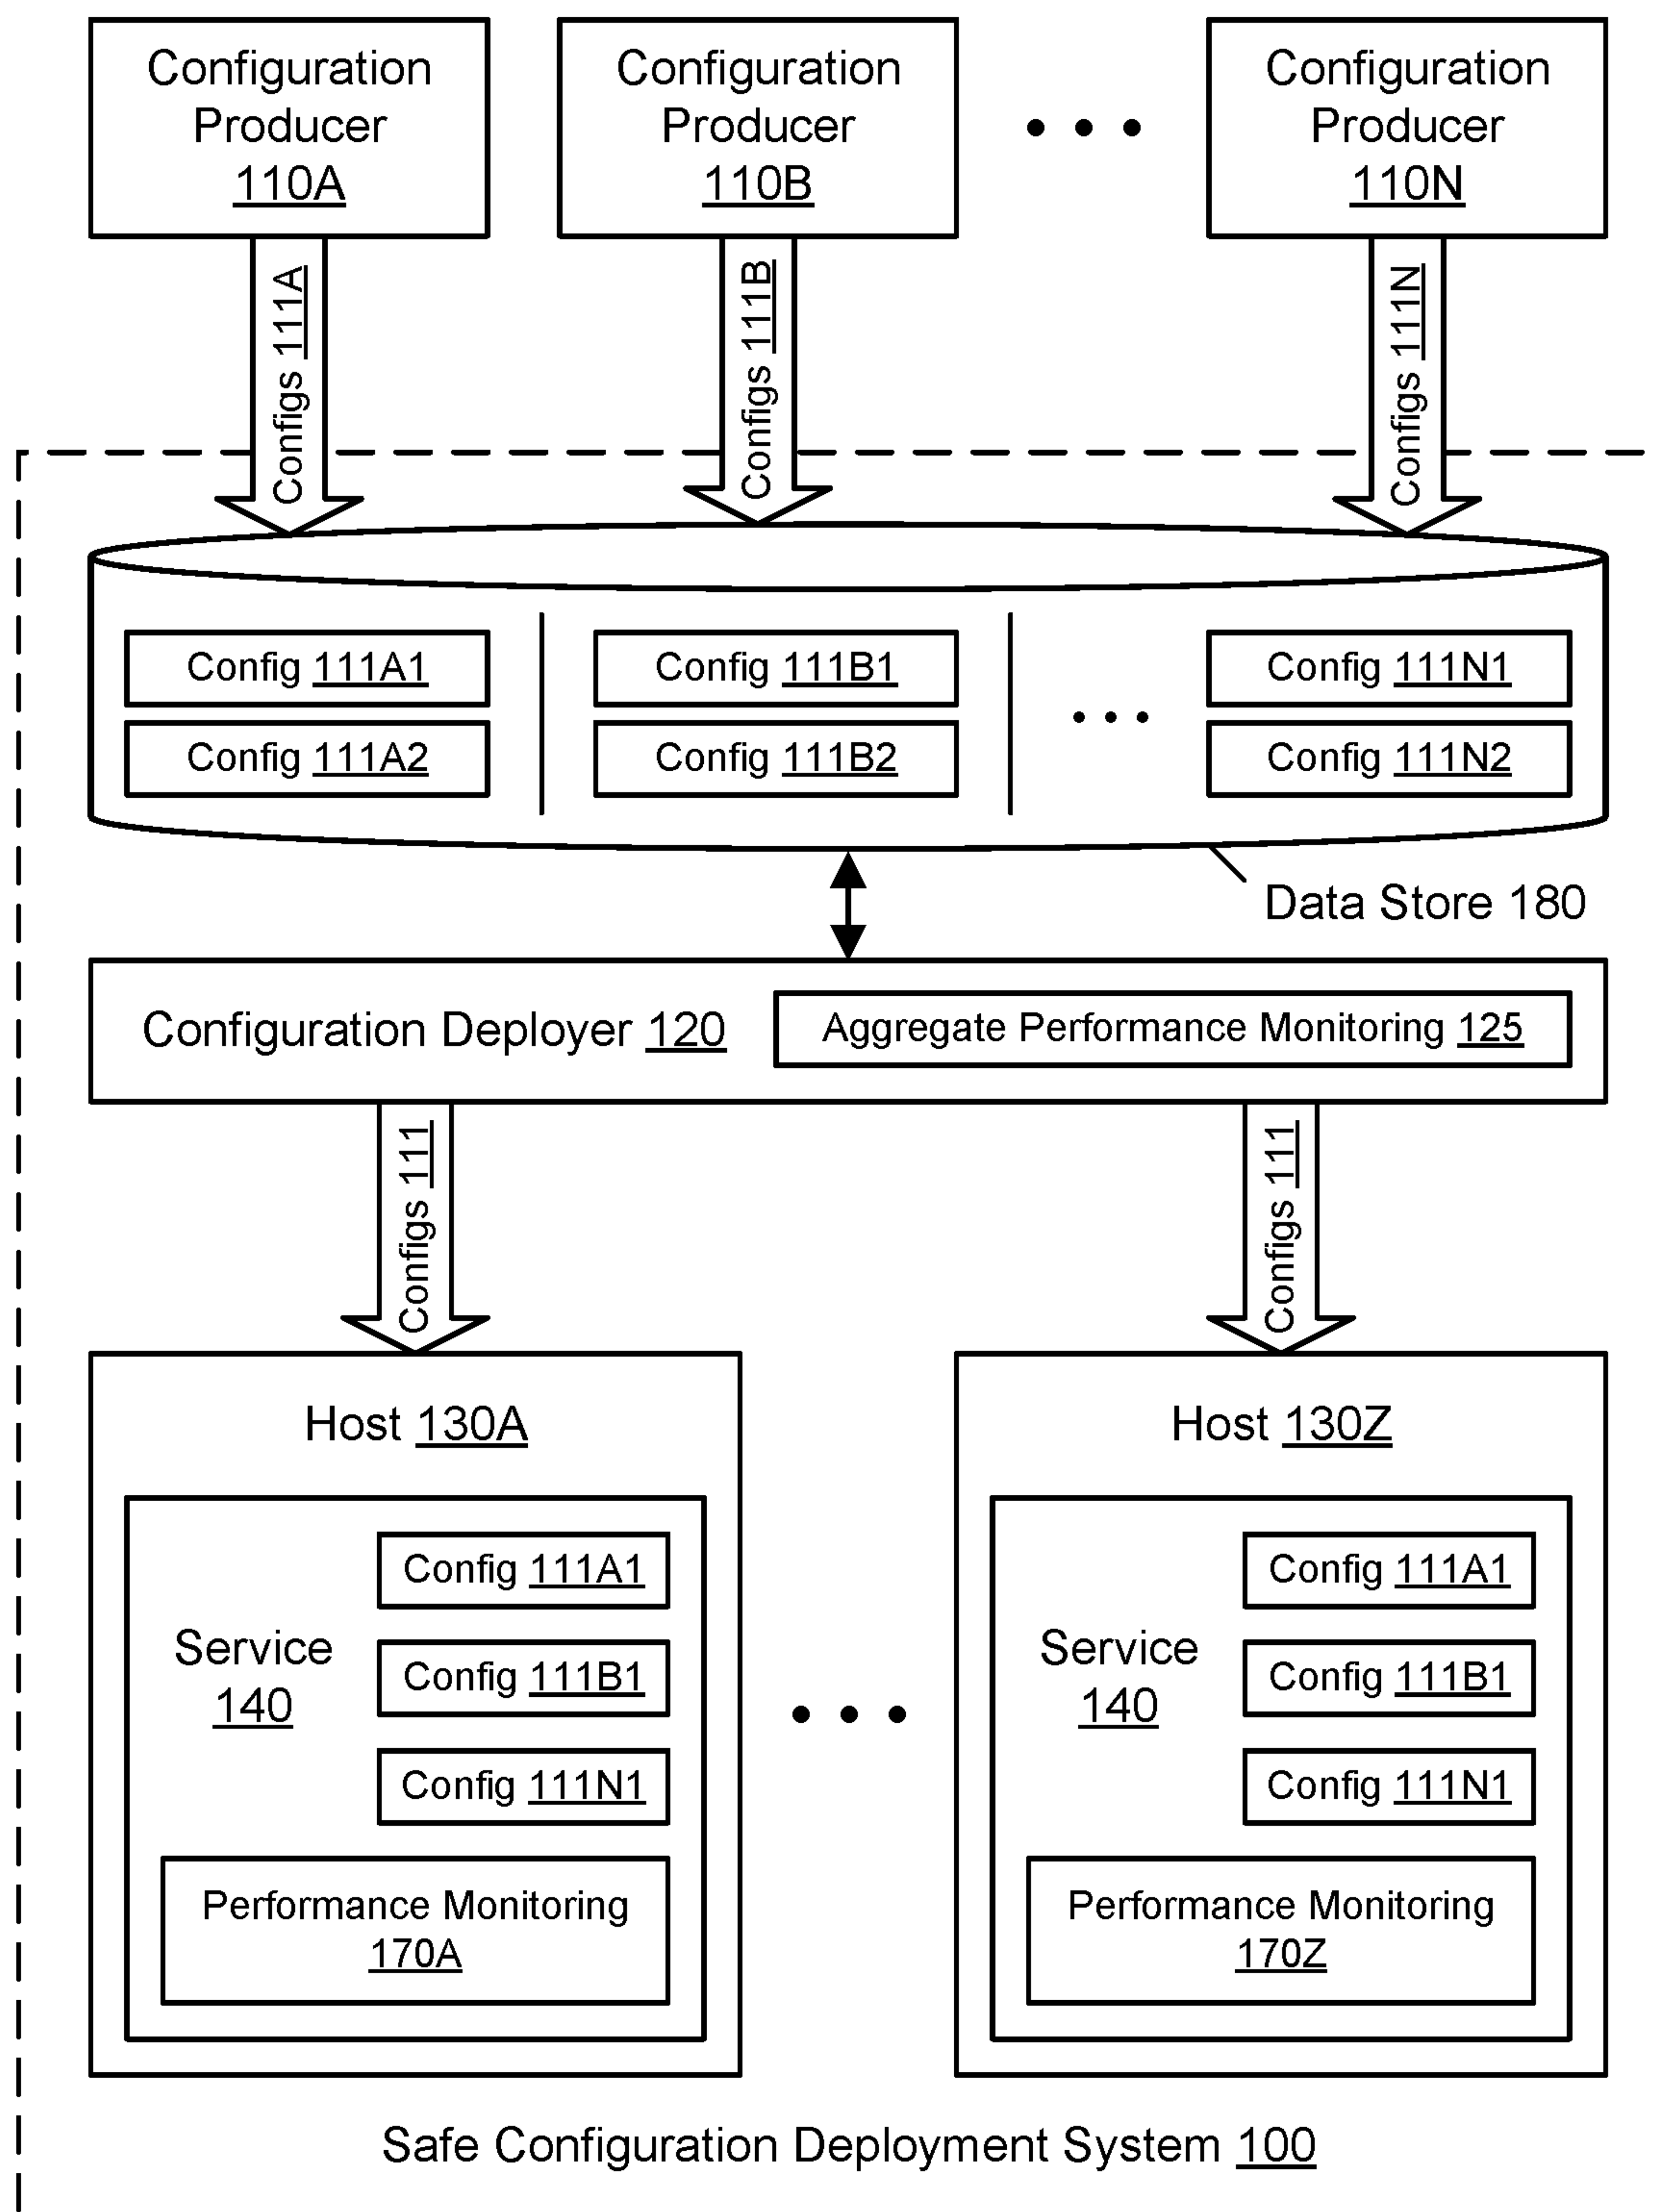 Configuration
Producer
110A
Configuration
Producer
110B
• • •
Configuration
Producer
110N
Configs 111A
Configs 111B
Configs 111N
Config 111A1
Config 111B1
Config 111N1
• • •
Config 111A2
Config 111B2
Config 111N2
Data Store 180
Configuration Deployer 120
Aggregate Performance Monitoring 125
Configs 111
Configs 111
Host 130A
Config 111A1
Service
140
Config 111B1
Config 111N1
Performance Monitoring
170A
• • •
Host 130Z
Config 111A1
Service
140
Config 111B1
Config 111N1
Performance Monitoring
170Z
Safe Configuration Deployment System 100